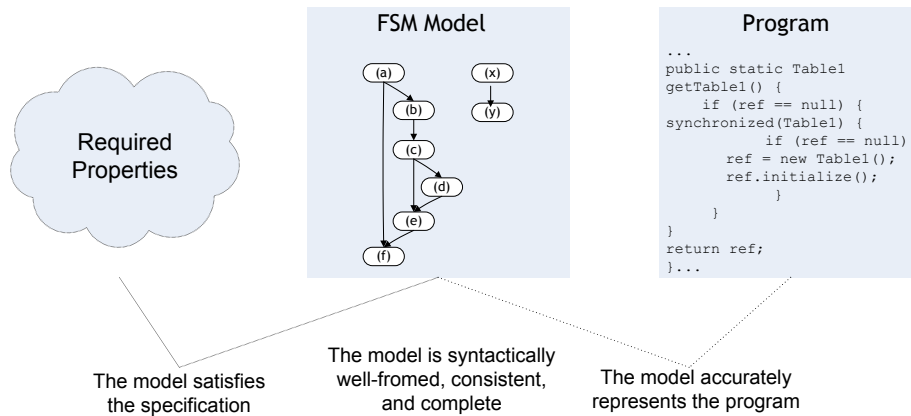 FSM Model
Program
Required
Properties
(a)
(x)
(b)
(y)
(c)
(d)
(e)
(f)
...
public static Table1
getTable1() {
if (ref == null) {
synchronized(Table1) {
if (ref == null)
ref = new Table1();
ref.initialize();
}
}
}
return ref;
}...
The model satisfies
the specification
The model is syntactically
well-fromed, consistent,
and complete
The model accurately
represents the program